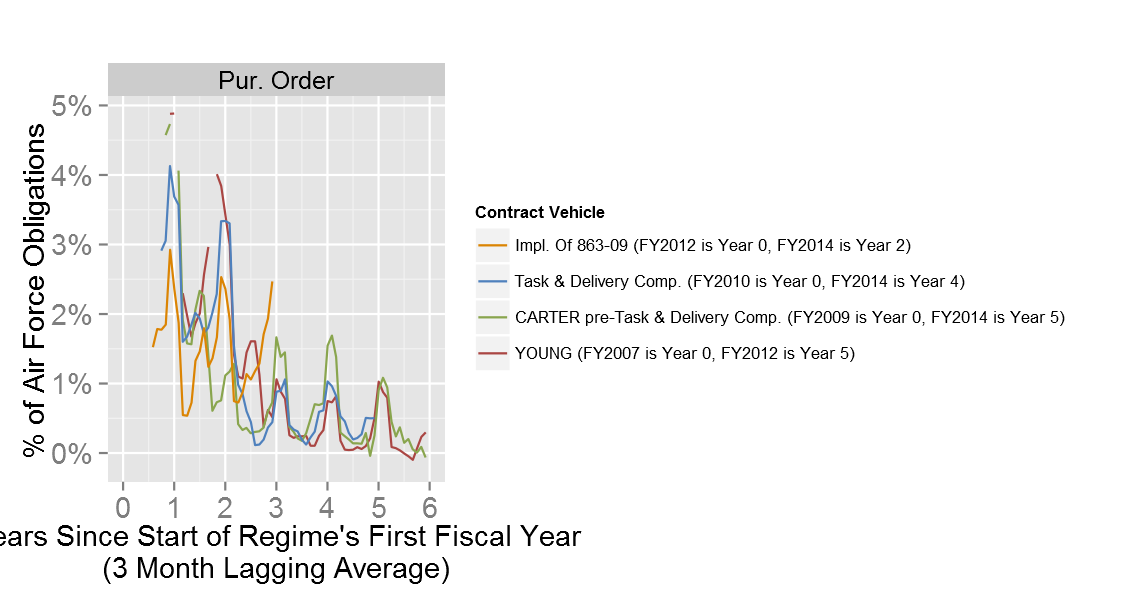 Pur. Order
5%
4%
3%
2%
1%
0%
% of Air Force Obligations
0 1 2 3 4 5 6
ears Since Start of Regime's First Fiscal Year
(3 Month Lagging Average)
Contract Vehicle
Impl. Of 863-09 (FY2012 is Year 0, FY2014 is Year 2)
Task & Delivery Comp. (FY2010 is Year 0, FY2014 is Year 4)
CARTER pre-Task & Delivery Comp. (FY2009 is Year 0, FY2014 is Year 5)
YOUNG (FY2007 is Year 0, FY2012 is Year 5)